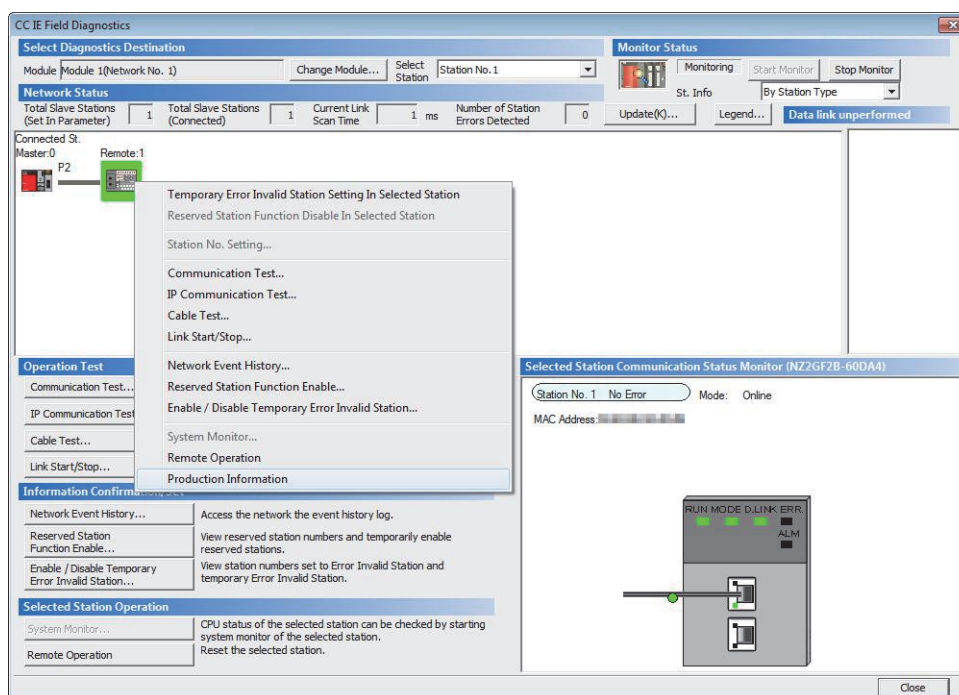 CC IE Field Diagnostics
Select Diagnostics Destination
Module Module 1(Network No. 1) Change Module... Select Station Station No.1
Monitor Status
Monitoring Start Monitor Stop Monitor
St. Info By Station Type
Network Status
Total Slave Stations (Set In Parameter) 1 Total Slave Stations (Connected) 1 Current Link Scan Time 1 ms Number of Station Errors Detected 0 Update(K)... Legend... Data link unperformed
Connected St.
Master:0 Remote:1
P2
Temporary Error Invalid Station Setting In Selected Station
Reserved Station Function Disable In Selected Station
Station No. Setting...
Communication Test...
IP Communication Test...
Cable Test...
Link Start/Stop...
Network Event History...
Reserved Station Function Enable...
Enable / Disable Temporary Error Invalid Station...
System Monitor...
Remote Operation
Production Information
Operation Test
Communication Test...
IP Communication Test
Cable Test...
Link Start/Stop...
Information Confirmation/Set
Network Event History... Access the network the event history log.
Reserved Station Function Enable... View reserved station numbers and temporarily enable reserved stations.
Enable / Disable Temporary Error Invalid Station... View station numbers set to Error Invalid Station and temporary Error Invalid Station.
Selected Station Operation
System Monitor... CPU status of the selected station can be checked by starting system monitor of the selected station.
Remote Operation Reset the selected station.
Selected Station Communication Status Monitor (NZ2GF2B-60DA4)
Station No. 1 No Error Mode: Online
MAC Address:
RUN MODE D.LINK ERR.
ALM
Close